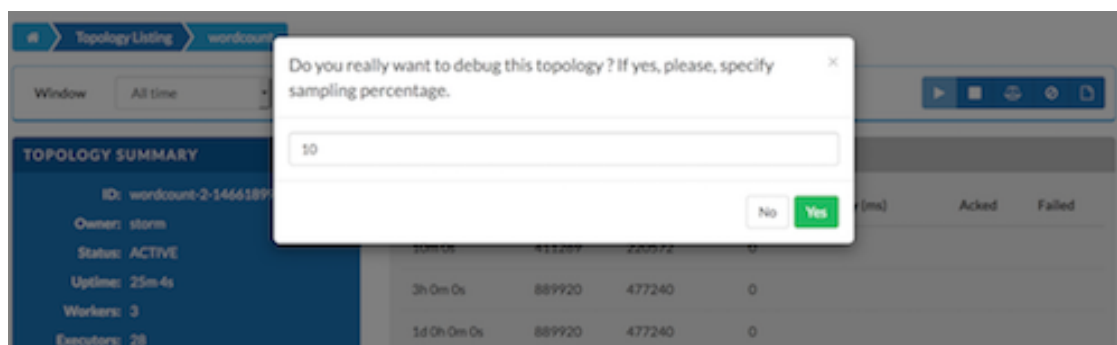 Topology Listing
wordcount
Do you really want to debug this topology ? If yes, please, specify
sampling percentage.
×
Window
All time
10
TOPOLOGY SUMMARY
No
Yes
ID: wordcount-2-1466189
(ms)
Acked
Failed
Owner: storm
Status: ACTIVE
10m 0s 411289 220572 0
Uptime: 25m 4s
3h 0m 0s 889920 477240 0
Workers: 3
1d 0h 0m 0s 889920 477240 0
Executors: 28